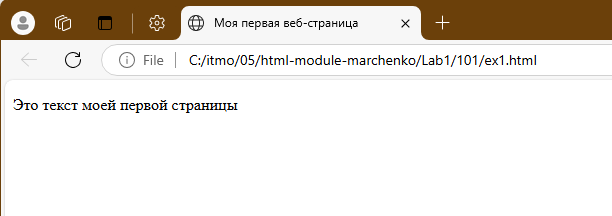 Моя первая веб-страница
File C:/itmo/05/html-module-marchenko/Lab1/101/ex1.html
Это текст моей первой страницы